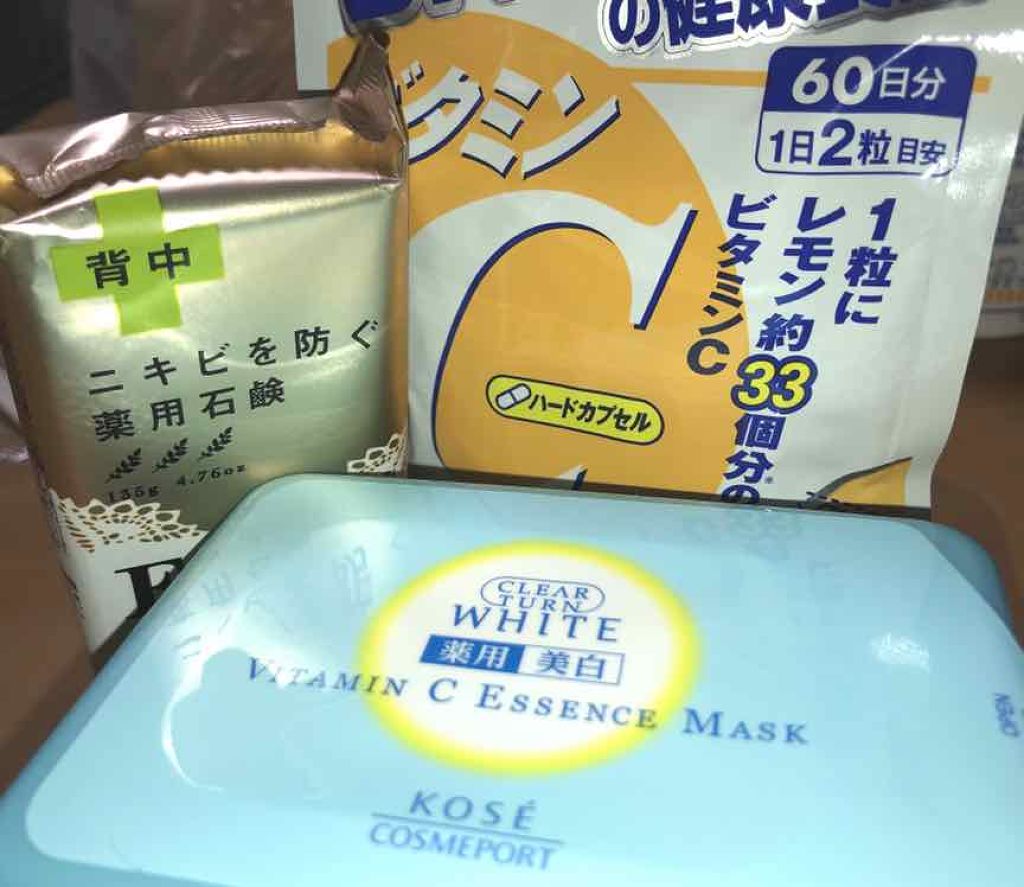 の健康
ビタミン
C
60日分
1日2粒目安
1粒に
レモン約33個分の
ビタミンC
ハードカプセル
背中
ニキビを防ぐ
薬用石鹸
135g 4.76oz
CLEAR
TURN
WHITE
薬用 美白
VITAMIN C ESSENCE MASK
KOSÉ
COSMEPORT
OPEN